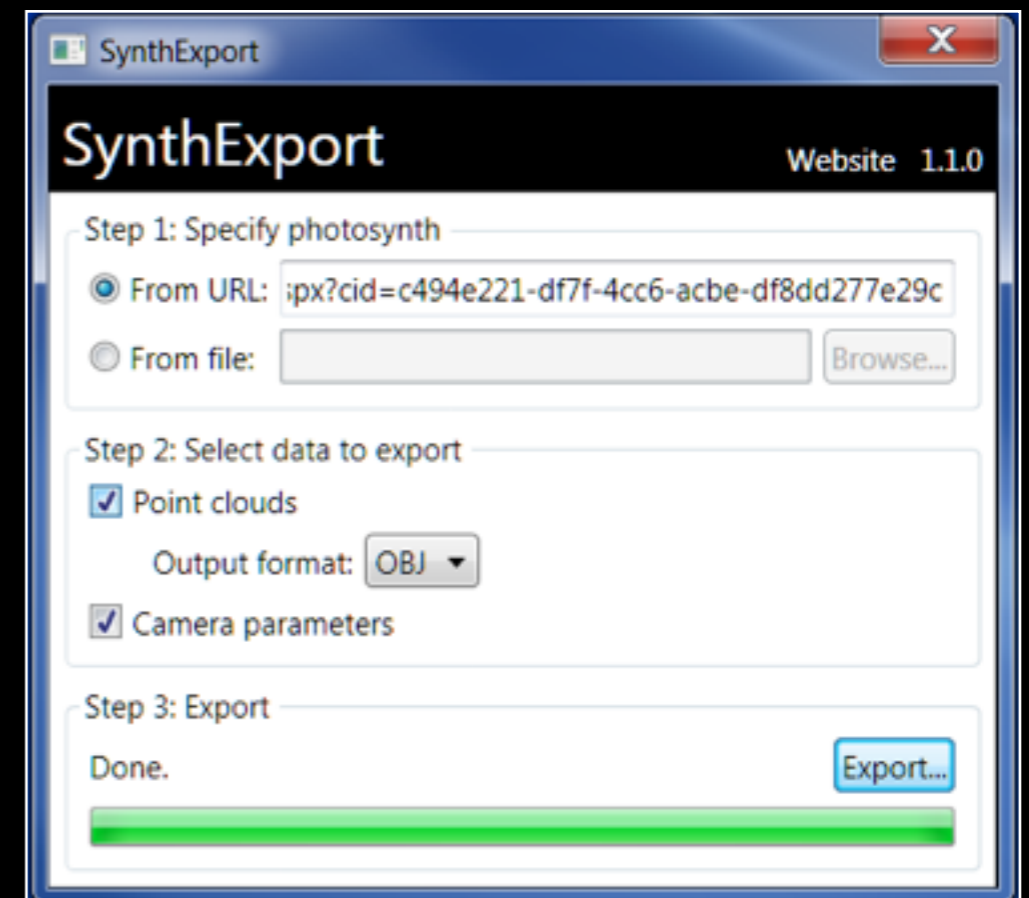 SynthExport
X
SynthExport
Website 1.1.0
Step 1: Specify photosynth
From URL: spx?cid=c494e221-df7f-4cc6-acbe-df8dd277e29c
From file: Browse...
Step 2: Select data to export
Point clouds
Output format: OBJ
Camera parameters
Step 3: Export
Done. Export...